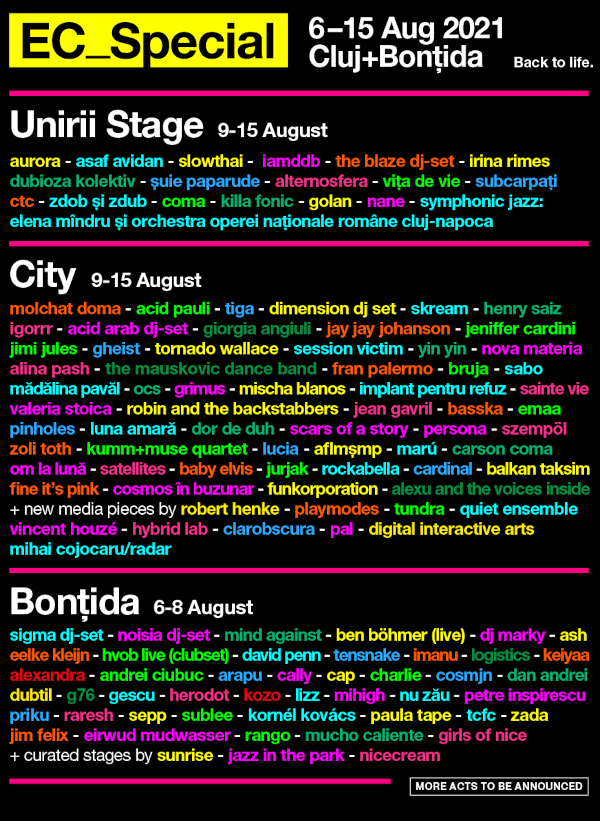 EC_Special
6–15 Aug 2021
Cluj+Bonțida
Back to life.
Unirii Stage 9-15 August
aurora - asaf avidan - slowthai - iamddb - the blaze dj-set - irina rimes
dubioza kolektiv - șuie paparude - alternosfera - vița de vie - subcarpați
ctc - zdob și zdub - coma - killa fonic - golan - nane - symphonic jazz:
elena mîndru și orchestra operei naționale române cluj-napoca
City 9-15 August
molchat doma - acid pauli - tiga - dimension dj set - skream - henry saiz
igorrr - acid arab dj-set - giorgia angiuli - jay jay johanson - jeniffer cardini
jimi jules - gheist - tornado wallace - session victim - yin yin - nova materia
alina pash - the mauskovic dance band - fran palermo - bruja - sabo
mădălina pavăl - ocs - grimus - mischa blanos - implant pentru refuz - sainte vie
valeria stoica - robin and the backstabbers - jean gavril - basska - emaa
pinholes - luna amară - dor de duh - scars of a story - persona - szempöl
zoli toth - kumm+muse quartet - lucia - aflmșmp - marú - carson coma
om la lună - satellites - baby elvis - jurjak - rockabella - cardinal - balkan taksim
fine it's pink - cosmos în buzunar - funkorporation - alexu and the voices inside
+ new media pieces by robert henke - playmodes - tundra - quiet ensemble
vincent houzé - hybrid lab - clarobscura - pal - digital interactive arts
mihai cojocaru/radar
Bonțida 6-8 August
sigma dj-set - noisia dj-set - mind against - ben böhmer (live) - dj marky - ash
eelke kleijn - hvob live (clubset) - david penn - tensnake - imanu - logistics - keiyaa
alexandra - andrei ciubuc - arapu - cally - cap - charlie - cosmjn - dan andrei
dubtil - g76 - gescu - herodot - kozo - lizz - mihigh - nu zău - petre inspirescu
priku - raresh - sepp - sublee - kornél kovács - paula tape - tcfc - zada
jim felix - eirwud mudwasser - rango - mucho caliente - girls of nice
+ curated stages by sunrise - jazz in the park - nicecream
MORE ACTS TO BE ANNOUNCED